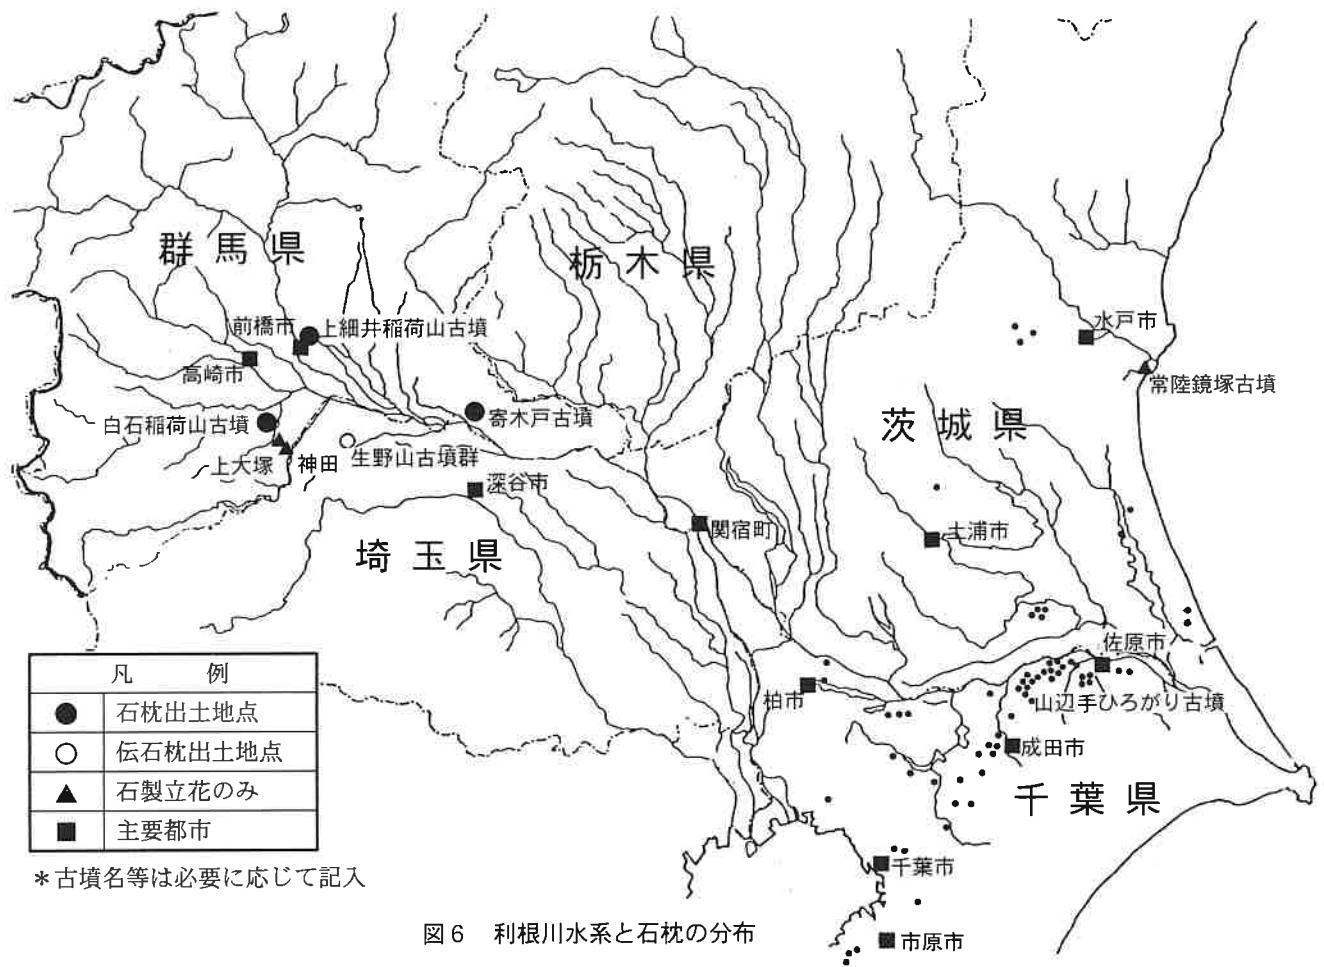 群馬県
栃木県
前橋市
上細井稲荷山古墳
水戸市
高崎市
常陸鏡塚古墳
白石稲荷山古墳
寄木戸古墳
茨城県
上大塚
神田
生野山古墳群
深谷市
関宿町
土浦市
埼玉県
佐原市
柏市
山辺手ひろがり古墳
成田市
千葉県
千葉市
市原市
凡 例
石枕出土地点
伝石枕出土地点
石製立花のみ
主要都市
＊古墳名等は必要に応じて記入
図6 利根川水系と石枕の分布